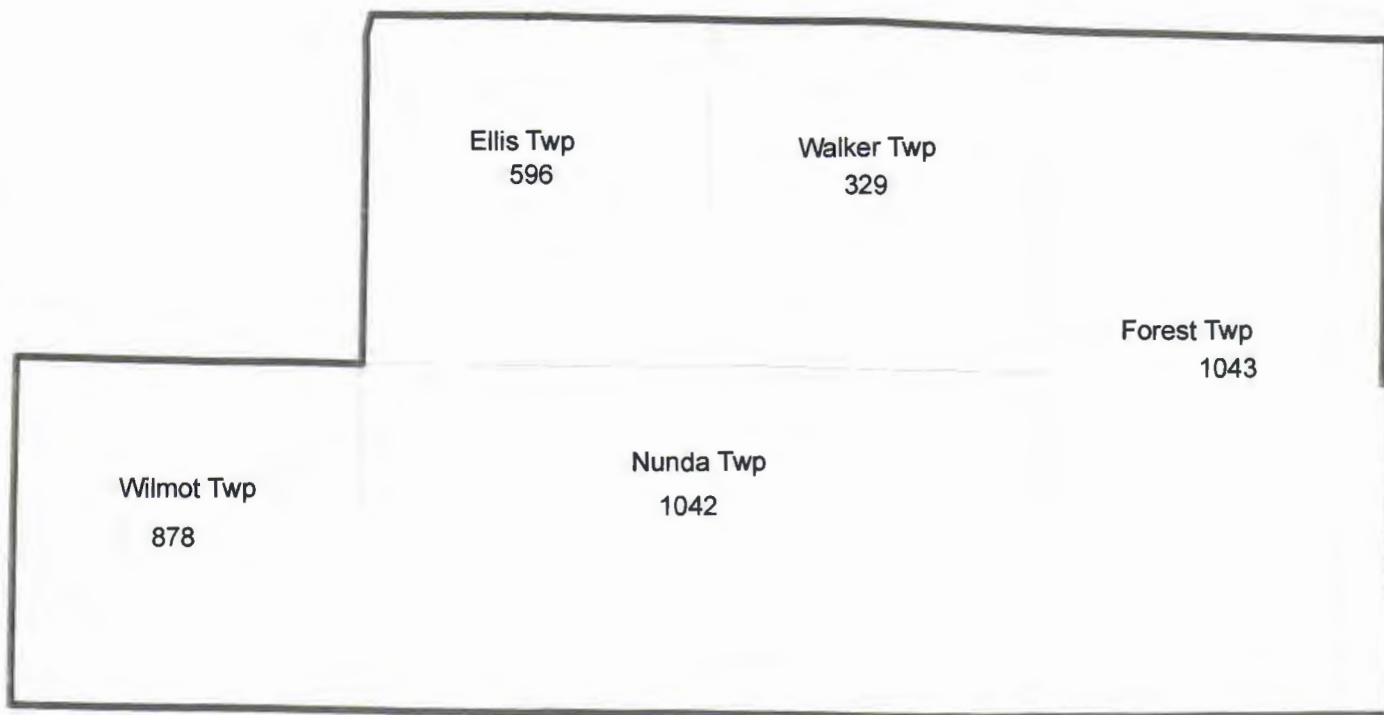 Ellis Twp
596
Walker Twp
329
Forest Twp
1043
Nunda Twp
1042
Wilmot Twp
878